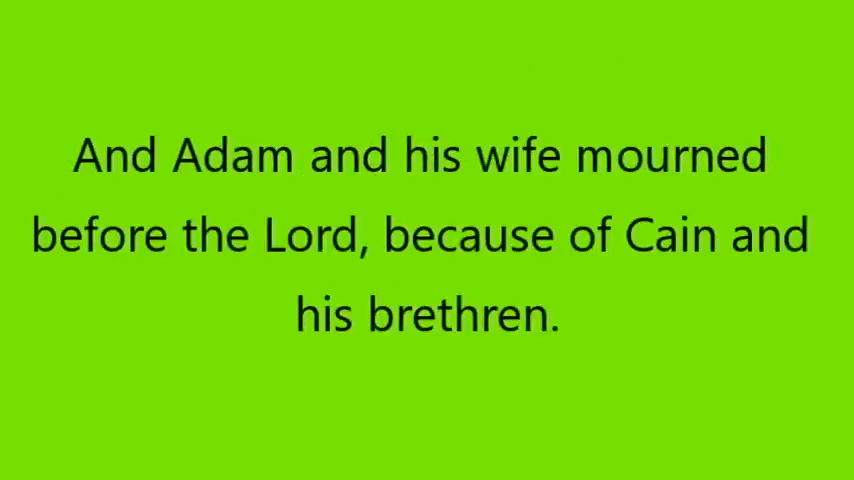 And Adam and his wife mourned
before the Lord, because of Cain and
his brethren.